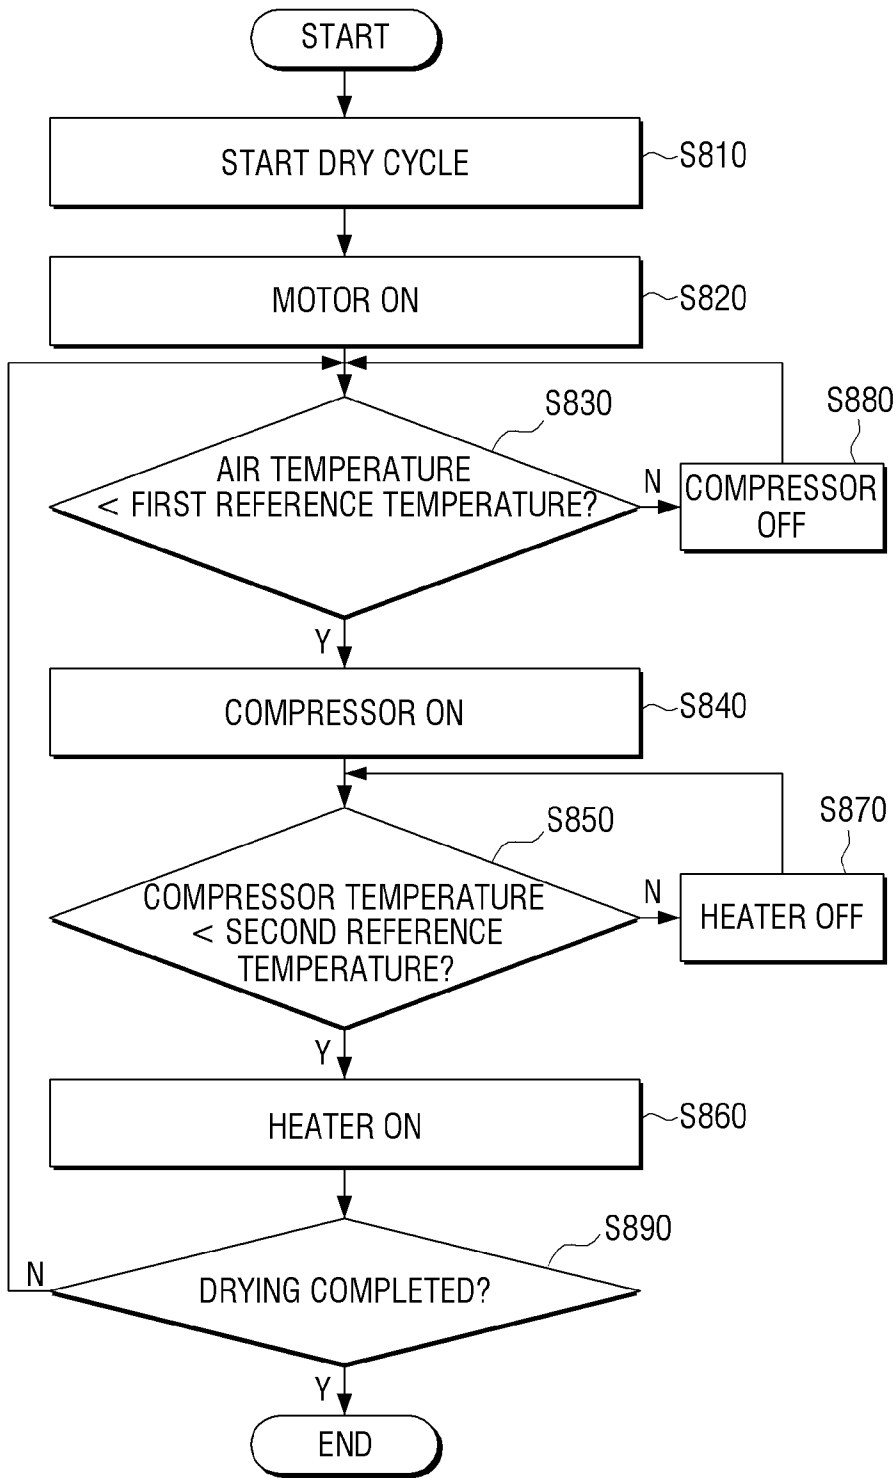 START
START DRY CYCLE
S810
MOTOR ON
S820
S830
AIR TEMPERATURE
< FIRST REFERENCE TEMPERATURE?
N
S880
COMPRESSOR
OFF
Y
COMPRESSOR ON
S840
S850
COMPRESSOR TEMPERATURE
< SECOND REFERENCE
TEMPERATURE?
N
S870
HEATER OFF
Y
HEATER ON
S860
S890
DRYING COMPLETED?
N
Y
END